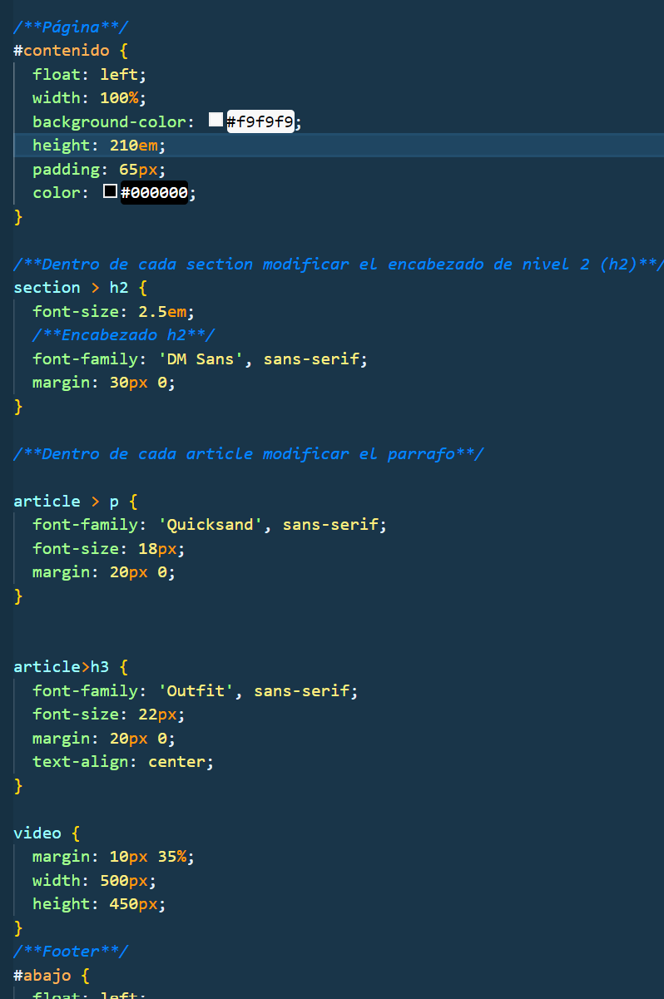 /**Página**/
#contenido {
float: left;
width: 100%;
background-color: #f9f9f9;
height: 210em;
padding: 65px;
color: #000000;
}
/**Dentro de cada section modificar el encabezado de nivel 2 (h2)**/
section > h2 {
font-size: 2.5em;
/**Encabezado h2**/
font-family: 'DM Sans', sans-serif;
margin: 30px 0;
}
/**Dentro de cada article modificar el parrafo**/
article > p {
font-family: 'Quicksand', sans-serif;
font-size: 18px;
margin: 20px 0;
}
article>h3 {
font-family: 'Outfit', sans-serif;
font-size: 22px;
margin: 20px 0;
text-align: center;
}
video {
margin: 10px 35%;
width: 500px;
height: 450px;
}
/**Footer**/
#abajo {
float: left;